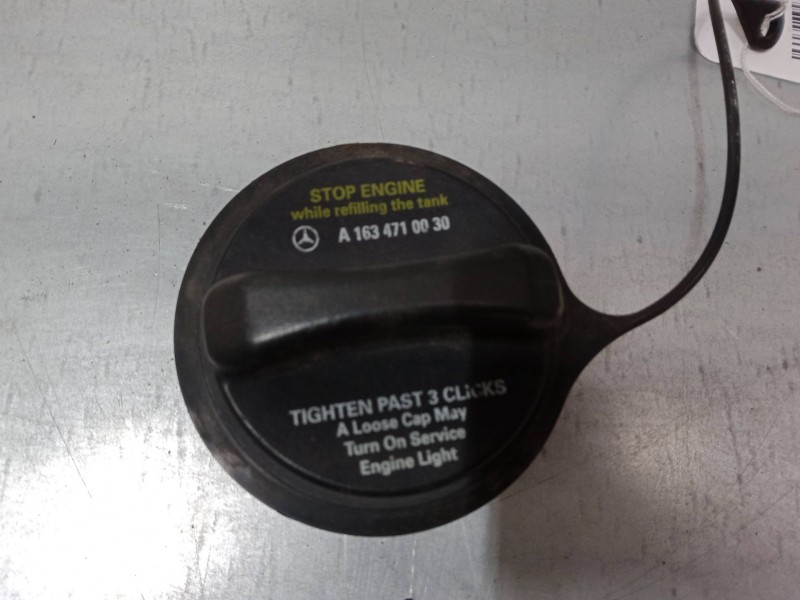 STOP ENGINE
while refilling the tank
A 163 471 00 30
TIGHTEN PAST 3 CLICKS
A Loose Cap May
Turn On Service
Engine Light